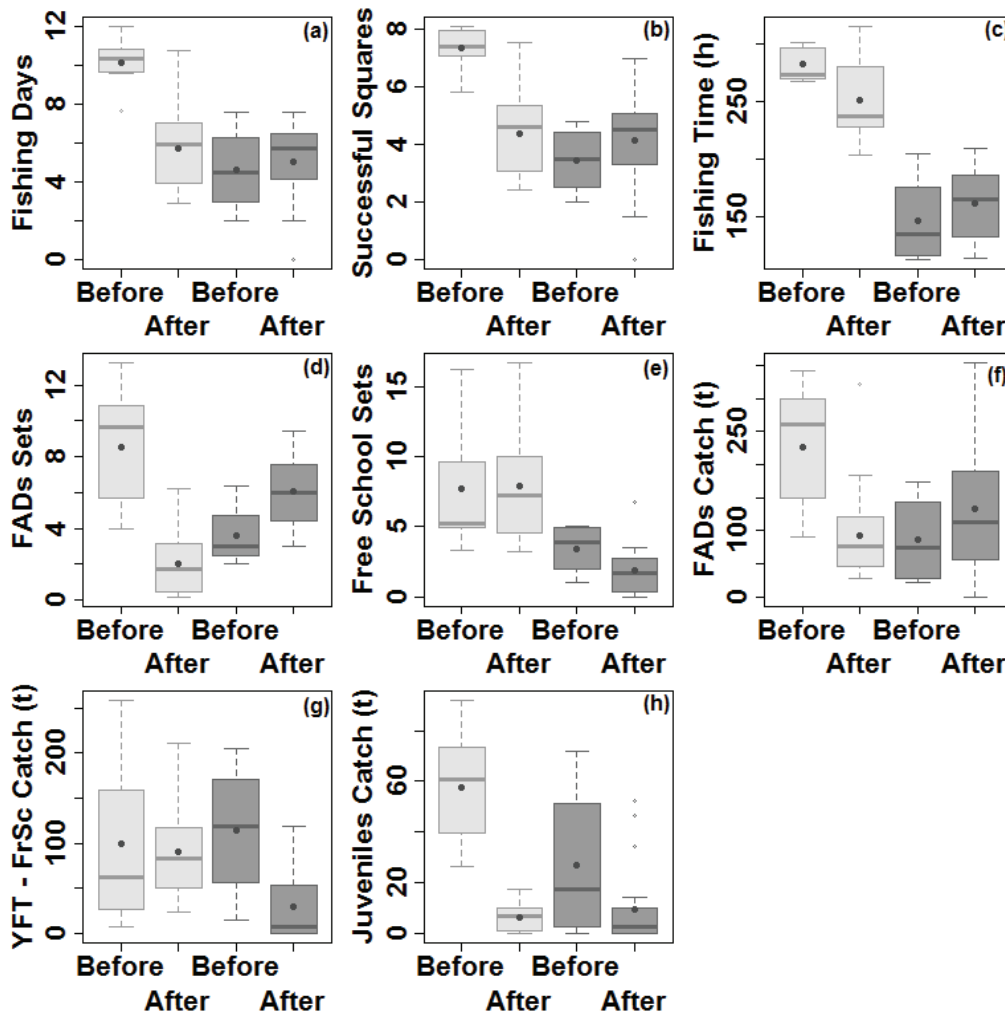 (a)
Fishing Days
12
8
4
0
Before
After
Before
After
(b)
Successful Squares
8
6
4
2
0
Before
After
Before
After
(c)
Fishing Time (h)
250
150
Before
After
Before
After
(d)
FADs Sets
12
8
4
0
Before
After
Before
After
(e)
Free School Sets
15
10
5
0
Before
After
Before
After
(f)
FADs Catch (t)
250
100
0
Before
After
Before
After
(g)
YFT - FrSc Catch (t)
200
100
0
Before
After
Before
After
(h)
Juveniles Catch (t)
60
20
0
Before
After
Before
After